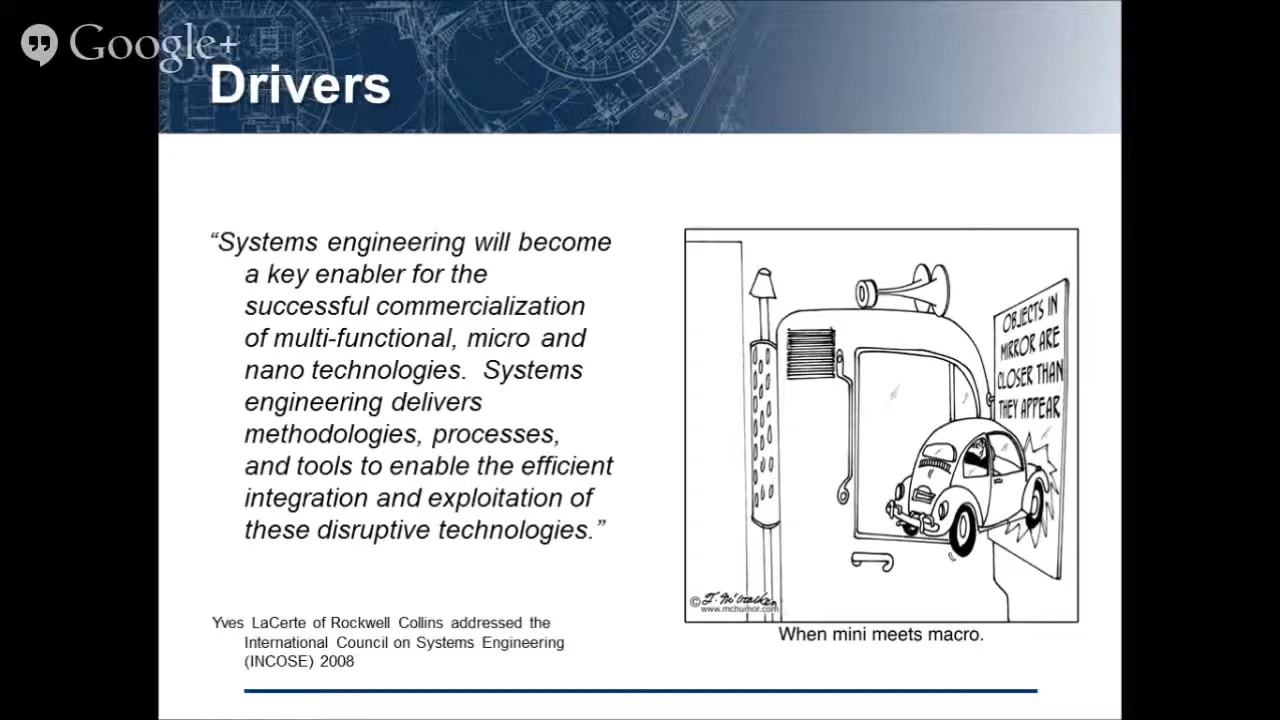 Google+
Drivers
“Systems engineering will become
a key enabler for the
successful commercialization
of multi-functional, micro and
nano technologies. Systems
engineering delivers
methodologies, processes,
and tools to enable the efficient
integration and exploitation of
these disruptive technologies.”
Yves LaCerte of Rockwell Collins addressed the
International Council on Systems Engineering
(INCOSE) 2008
OBJECTS IN
MIRROR ARE
CLOSER THAN
THEY APPEAR
©
www.mchumor.com
When mini meets macro.